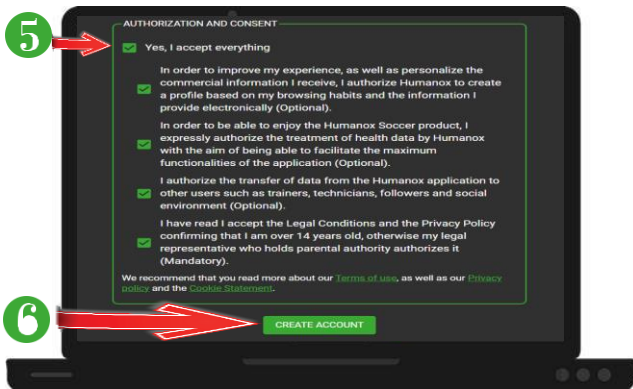 AUTHORIZATION AND CONSENT
5
Yes, I accept everything
In order to improve my experience, as well as personalize the
commercial information I receive, I authorize Humanox to create
a profile based on my browsing habits and the information I
provide electronically (Optional).
In order to be able to enjoy the Humanox Soccer product, I
expressly authorize the treatment of health data by Humanox
with the aim of being able to facilitate the maximum
functionalities of the application (Optional).
I authorize the transfer of data from the Humanox application to
other users such as trainers, technicians, followers and social
environment (Optional).
I have read I accept the Legal Conditions and the Privacy Policy
confirming that I am over 14 years old, otherwise my legal
representative who holds parental authority authorizes it
(Mandatory).
We recommend that you read more about our Terms of use, as well as our Privacy
policy and the Cookie Statement.
6
CREATE ACCOUNT